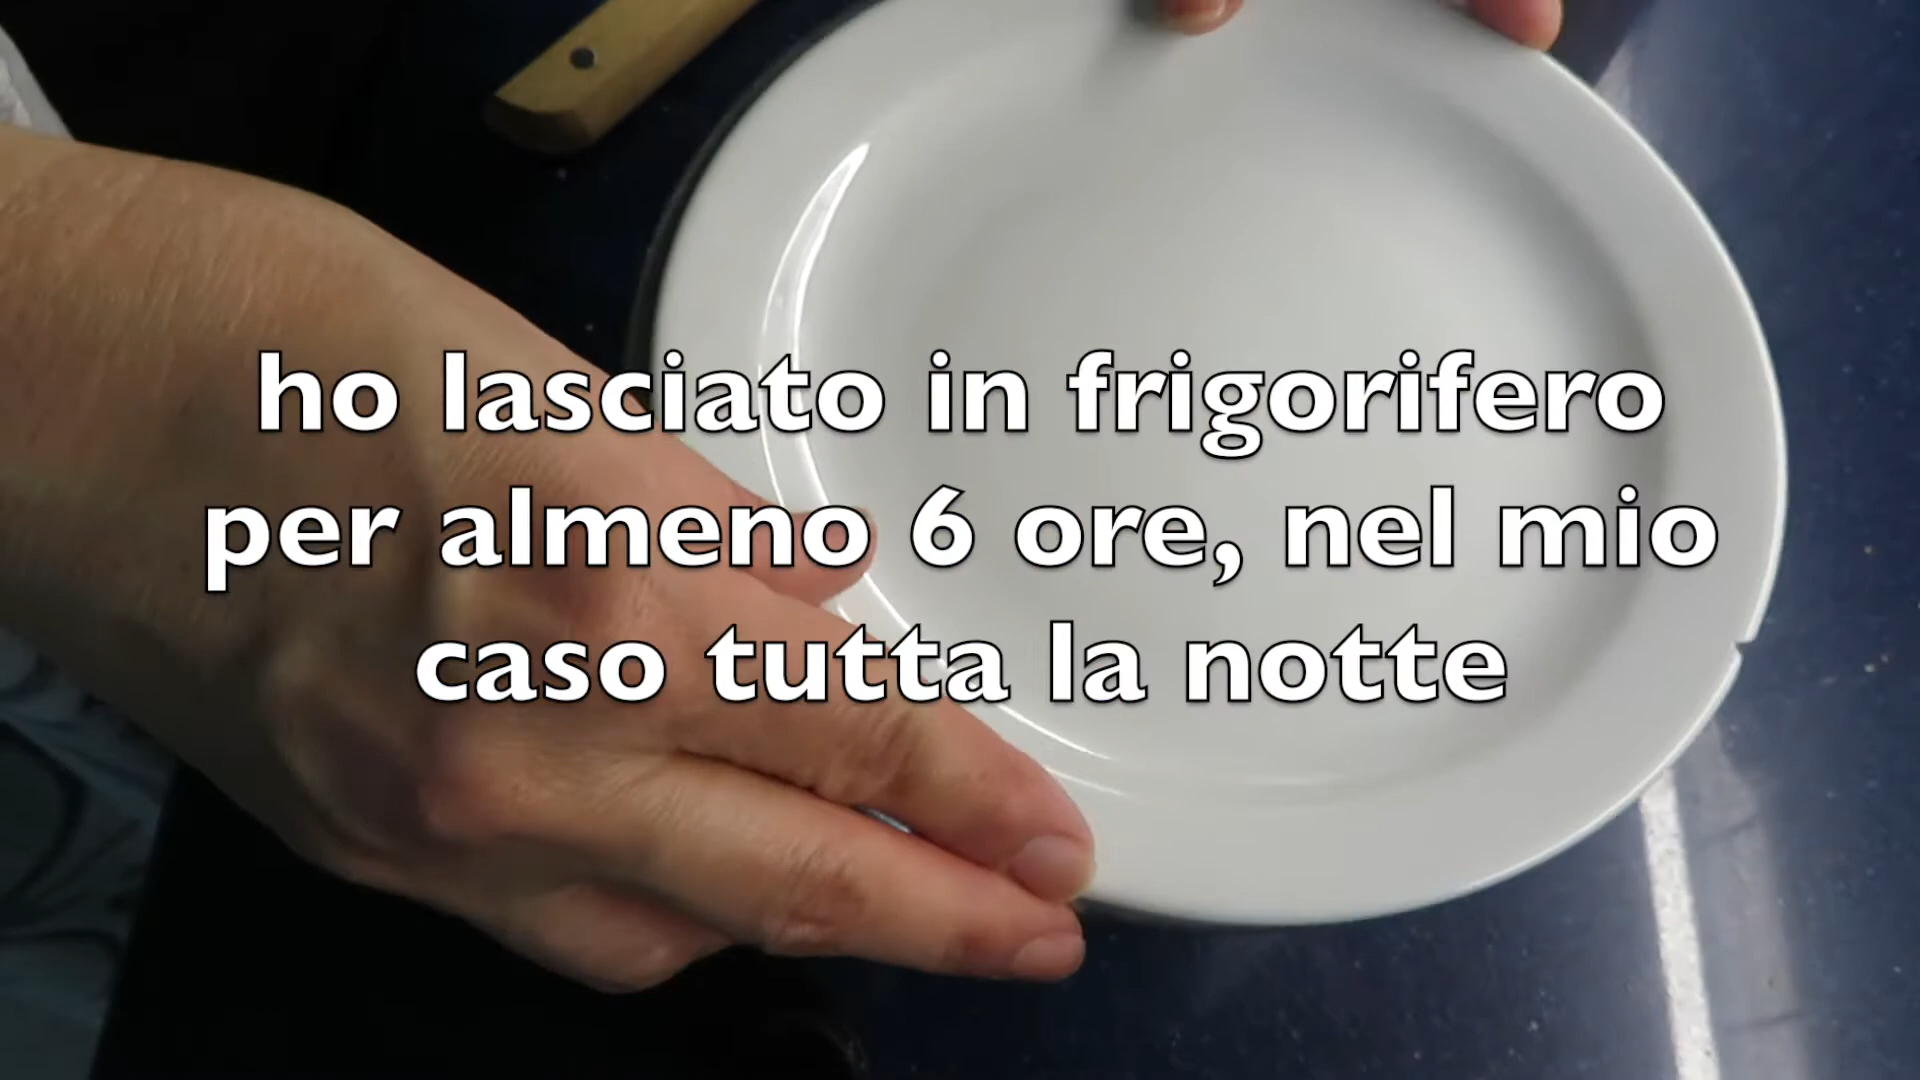 ho lasciato in frigorifero
per almeno 6 ore, nel mio
caso tutta la notte